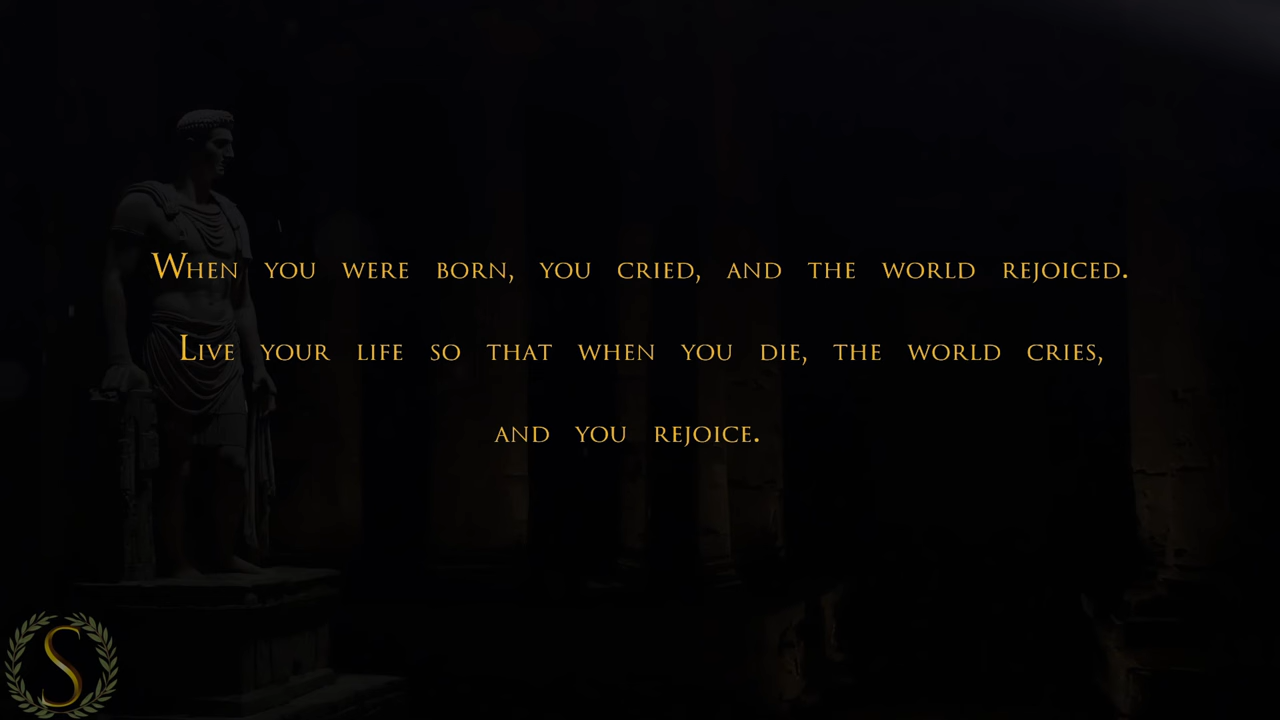 When you were born, you cried, and the world rejoiced.
Live your life so that when you die, the world cries,
and you rejoice.
S